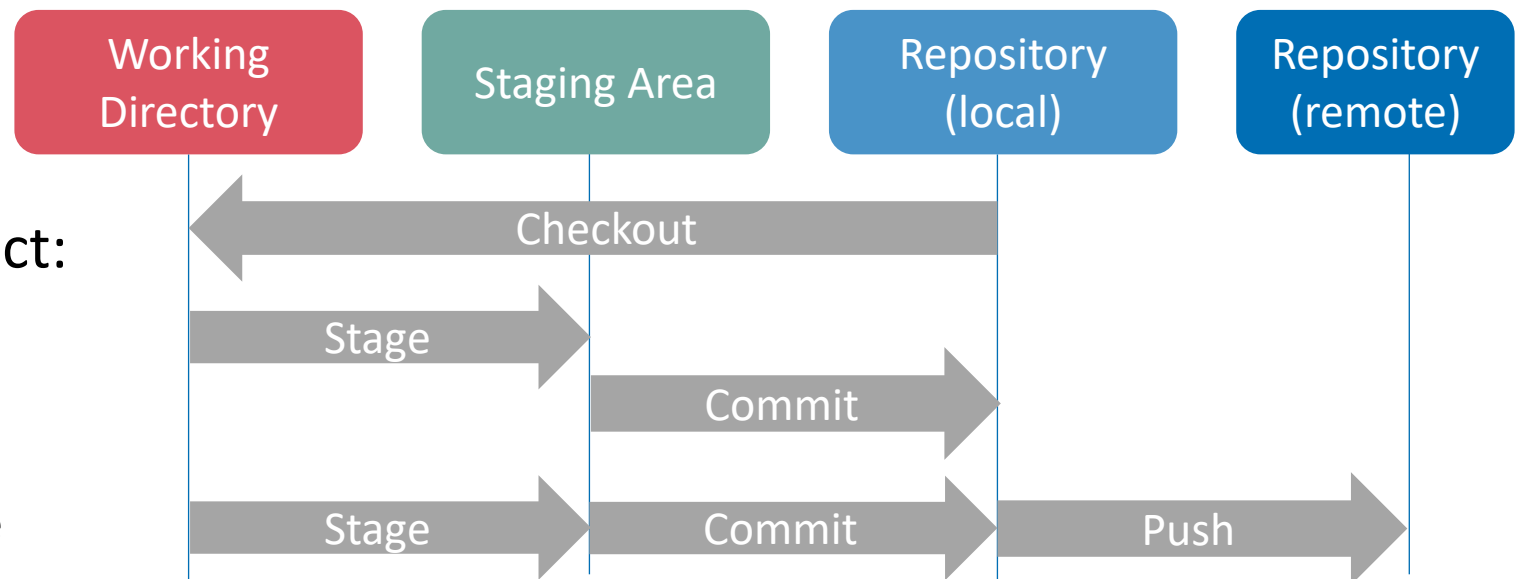 Working
Directory
Staging Area
Repository
(local)
Repository
(remote)
Checkout
ct:
Stage
Commit
Stage
Commit
Push